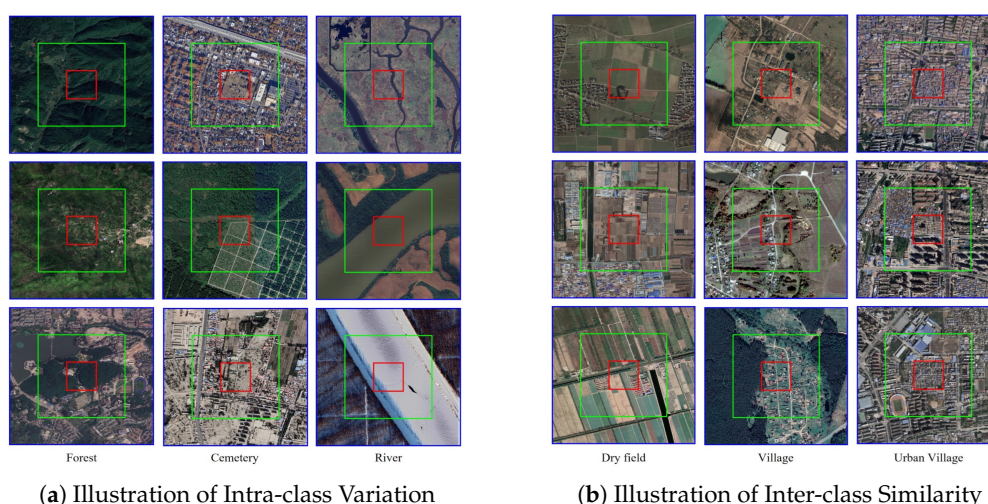 Forest Cemetery River Dry field Village Urban Village
(a) Illustration of Intra-class Variation (b) Illustration of Inter-class Similarity